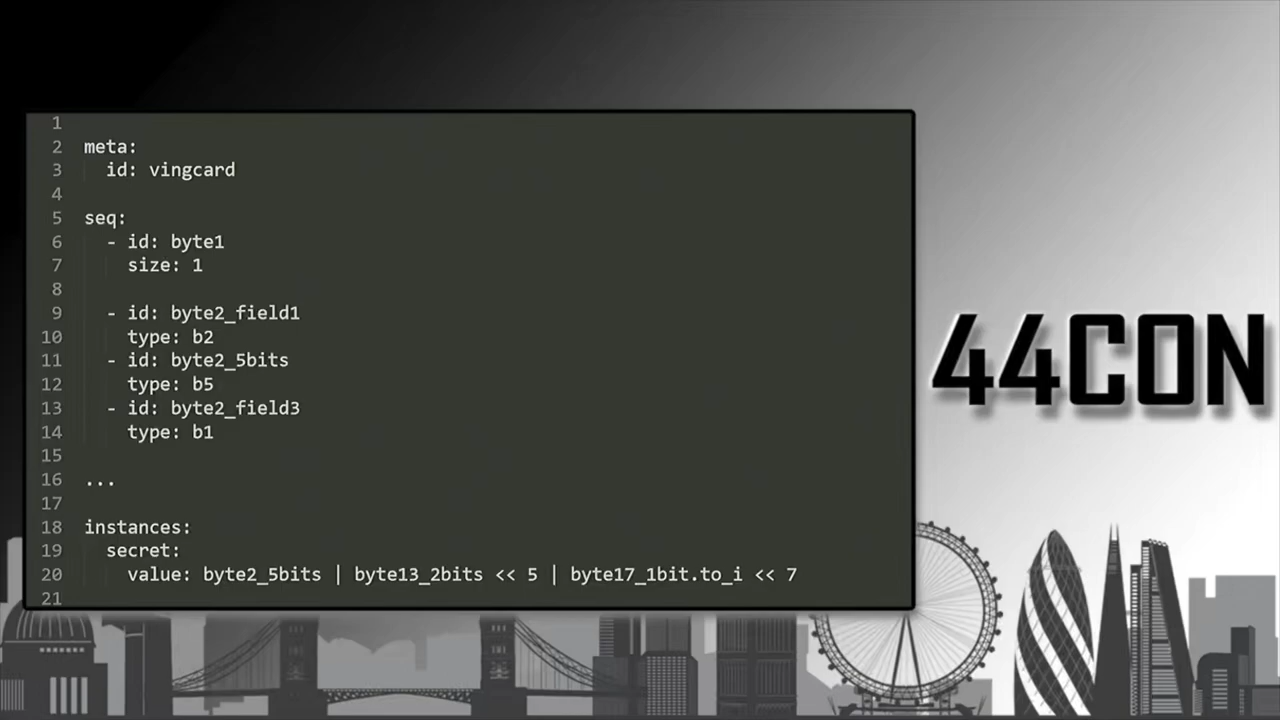 1
2 meta:
3 id: vingcard
4
5 seq:
6 - id: byte1
7 size: 1
8
9 - id: byte2_field1
10 type: b2
11 - id: byte2_5bits
12 type: b5
13 - id: byte2_field3
14 type: b1
15
16 ...
17
18 instances:
19 secret:
20 value: byte2_5bits | byte13_2bits << 5 | byte17_1bit.to_i << 7
21
44CON